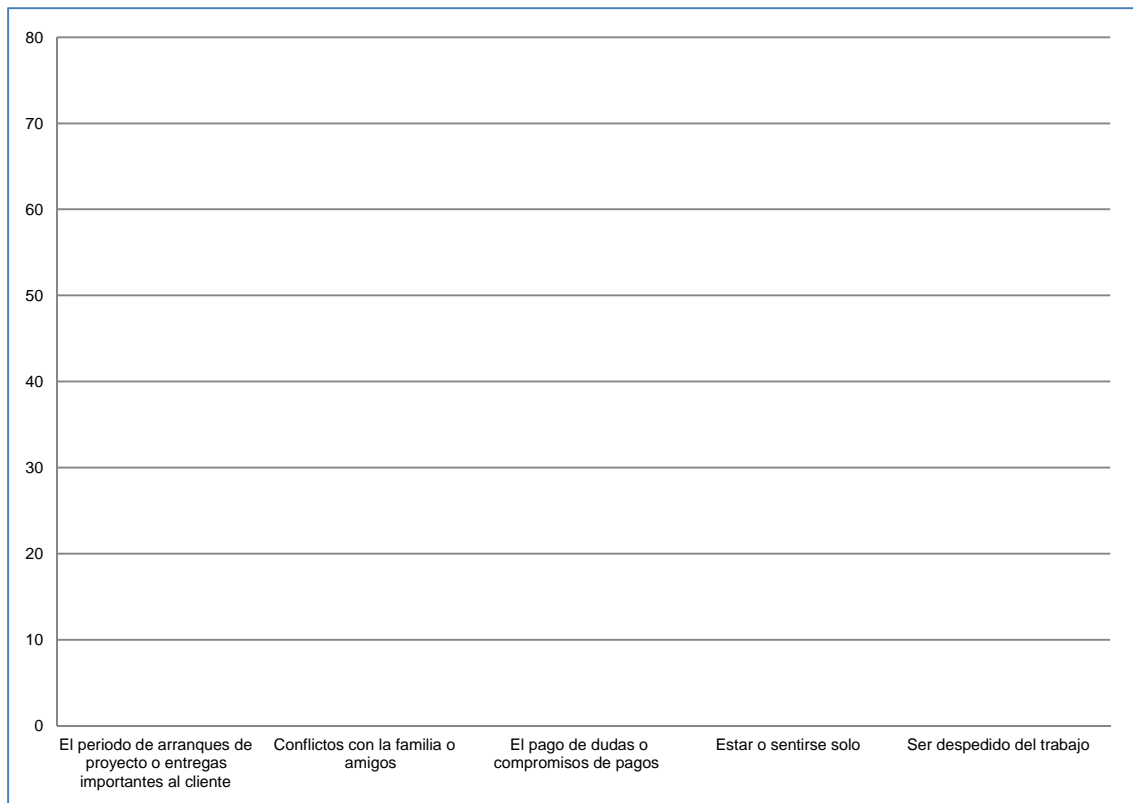 80
70
60
50
40
30
20
10
0
El periodo de arranques de
proyecto o entregas
importantes al cliente
Conflictos con la familia o
amigos
El pago de dudas o
compromisos de pagos
Estar o sentirse solo
Ser despedido del trabajo